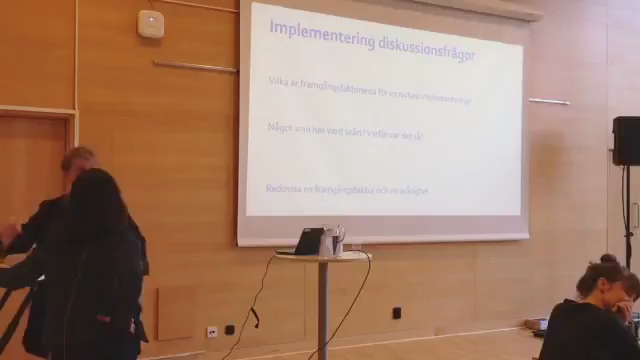 Implementering diskussionsfrågor
Vilka är framgångsfaktorerna för en lyckad implementering?
Något som har varit svårt? Varför var det så?
Redovisa en framgångsfaktor och en svårighet